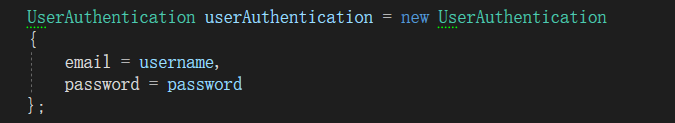 UserAuthentication userAuthentication = new UserAuthentication
{
    email = username,
    password = password
};